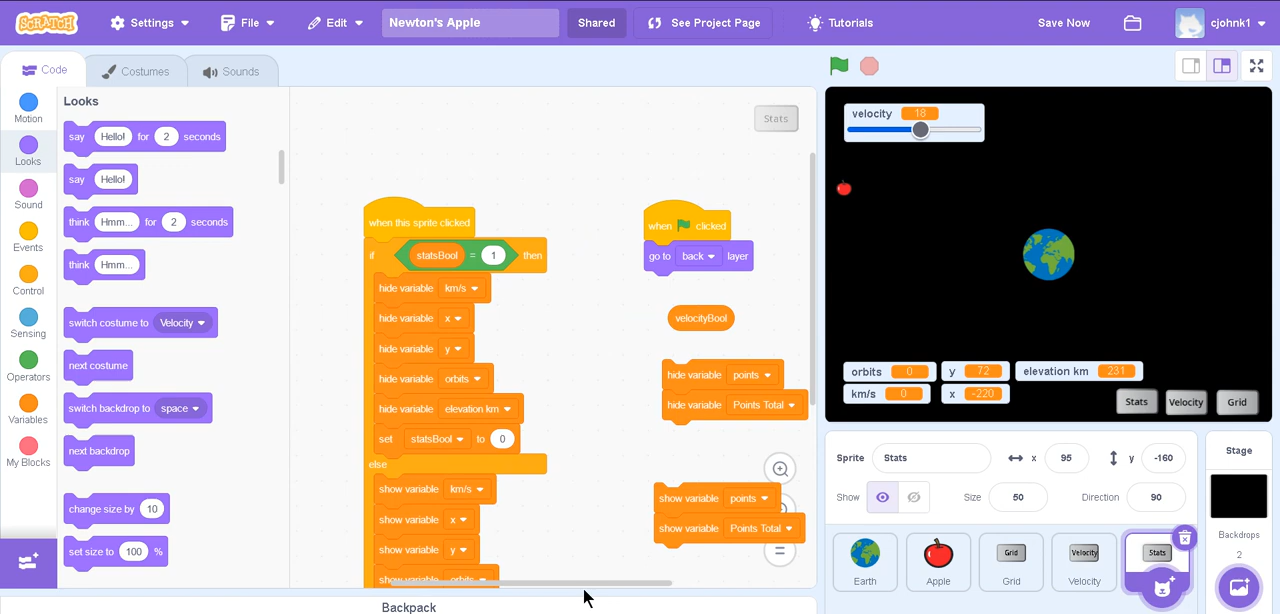 SCRATCH Settings File Edit Newton's Apple Shared See Project Page Tutorials Save Now cjohnk1
Code Costumes Sounds
Motion
Looks
Sound
Events
Control
Sensing
Operators
Variables
My Blocks
Looks
say Hello! for 2 seconds
say Hello!
think Hmm... for 2 seconds
think Hmm...
switch costume to Velocity
next costume
switch backdrop to space
next backdrop
change size by 10
set size to 100 %
Stats
when this sprite clicked
if statsBool = 1 then
hide variable km/s
hide variable x
hide variable y
hide variable orbits
hide variable elevation km
set statsBool to 0
else
show variable km/s
show variable x
show variable y
show variable orbits
when clicked
go to back layer
velocityBool
hide variable points
hide variable Points Total
show variable points
show variable Points Total
Backpack
velocity 18
orbits 0 y 72 elevation km 231
km/s 0 x -220
Stats Velocity Grid
Sprite Stats x 95 y -160
Show Size 50 Direction 90
Grid Velocity Stats
Earth Apple Grid Velocity
Stage
Backdrops
2